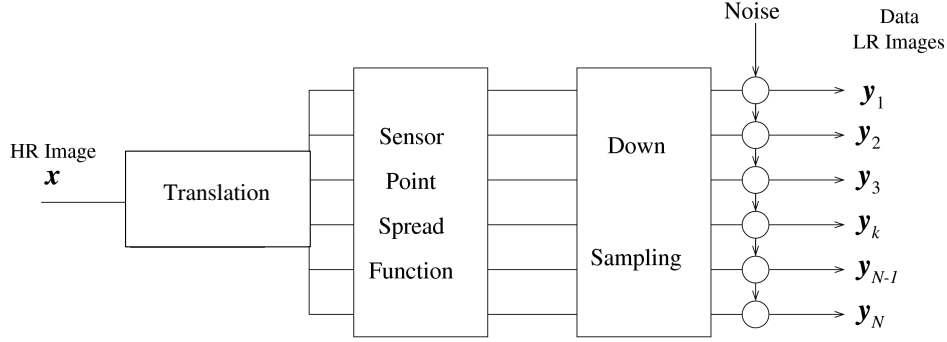 Noise
Data
LR Images
HR Image
x
Translation
Sensor
Point
Spread
Function
Down
Sampling
y1
y2
y3
yk
yN-1
yN